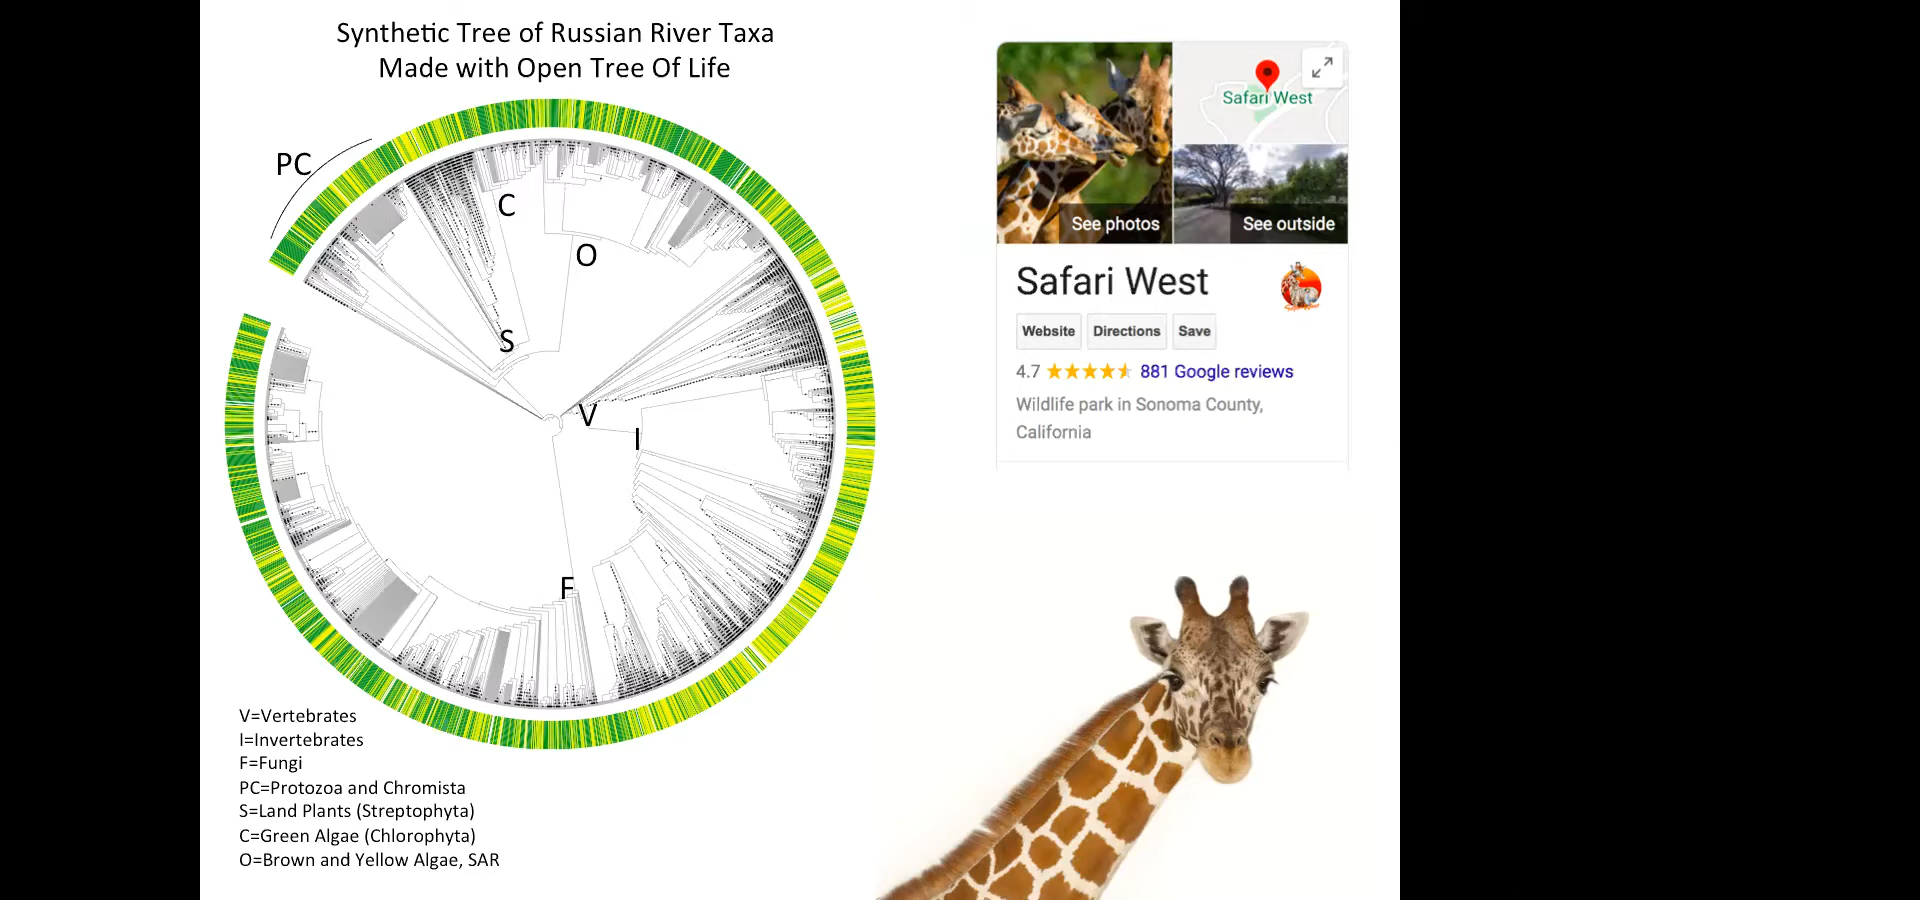 Synthetic Tree of Russian River Taxa
Made with Open Tree Of Life
PC
C
O
S
V
I
F
V=Vertebrates
I=Invertebrates
F=Fungi
PC=Protozoa and Chromista
S=Land Plants (Streptophyta)
C=Green Algae (Chlorophyta)
O=Brown and Yellow Algae, SAR
Safari West
See photos
See outside
Safari West
Website Directions Save
4.7 881 Google reviews
Wildlife park in Sonoma County,
California